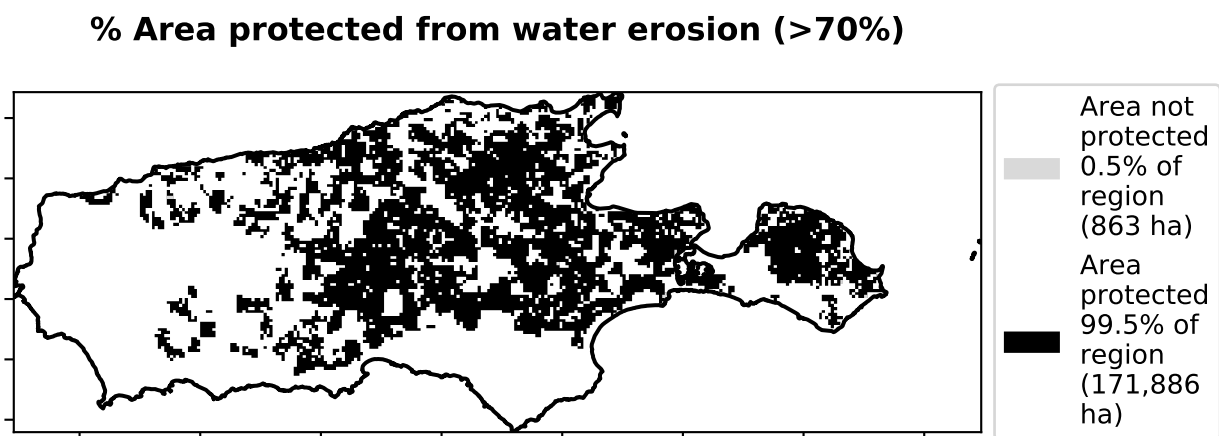 % Area protected from water erosion (>70%)
Area not
protected
0.5% of
region
(863 ha)
Area
protected
99.5% of
region
(171,886
ha)